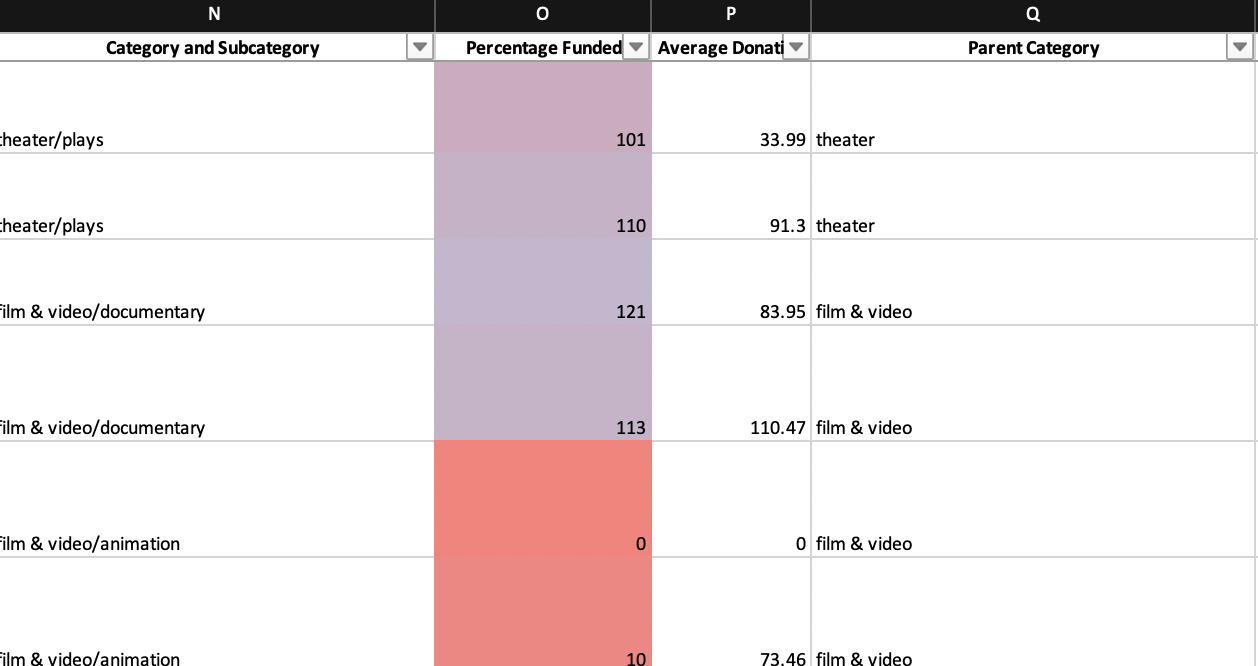 N O P Q
Category and Subcategory Percentage Funded Average Donati Parent Category
theater/plays 101 33.99 theater
theater/plays 110 91.3 theater
film & video/documentary 121 83.95 film & video
film & video/documentary 113 110.47 film & video
film & video/animation 0 0 film & video
film & video/animation 10 73.46 film & video